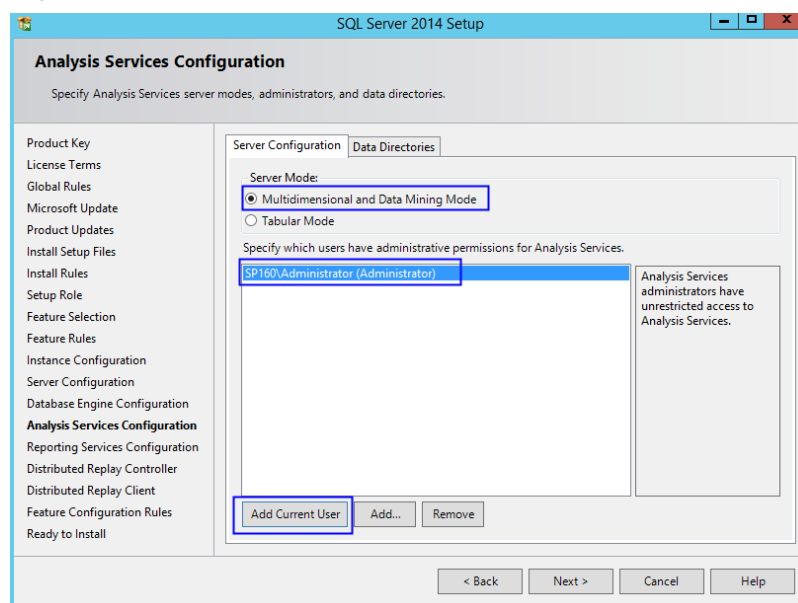 SQL Server 2014 Setup
Analysis Services Configuration
Specify Analysis Services server modes, administrators, and data directories.
Product Key
License Terms
Global Rules
Microsoft Update
Product Updates
Install Setup Files
Install Rules
Setup Role
Feature Selection
Feature Rules
Instance Configuration
Server Configuration
Database Engine Configuration
Analysis Services Configuration
Reporting Services Configuration
Distributed Replay Controller
Distributed Replay Client
Feature Configuration Rules
Ready to Install
Server Configuration Data Directories
Server Mode:
Multidimensional and Data Mining Mode
Tabular Mode
Specify which users have administrative permissions for Analysis Services.
SP160\Administrator (Administrator)
Analysis Services
administrators have
unrestricted access to
Analysis Services.
Add Current User Add... Remove
< Back Next > Cancel Help